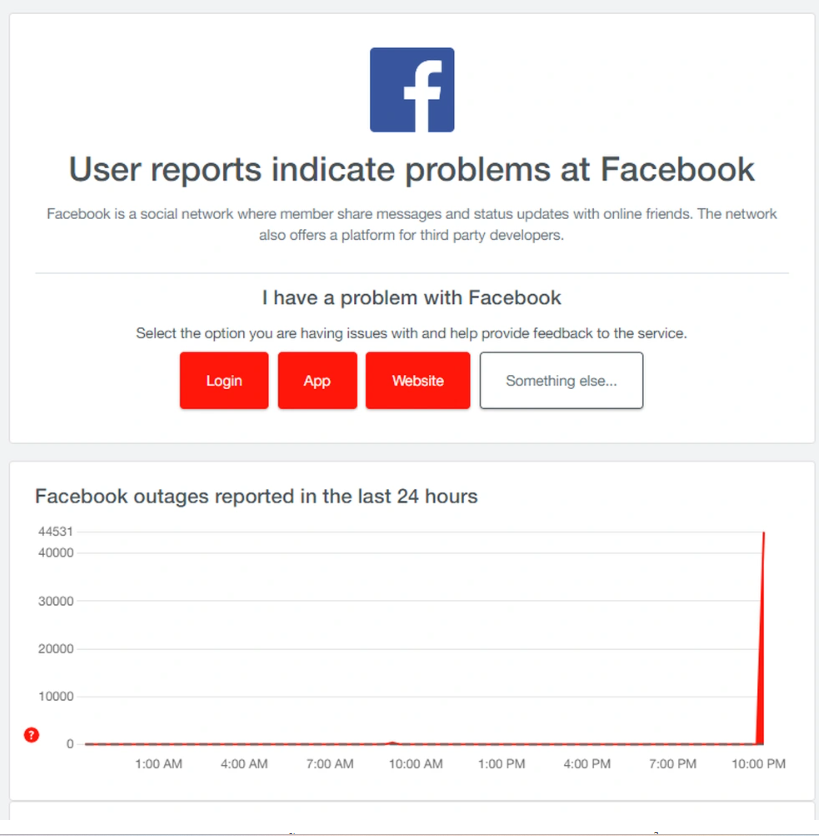 f
User reports indicate problems at Facebook
Facebook is a social network where member share messages and status updates with online friends. The network
also offers a platform for third party developers.
I have a problem with Facebook
Select the option you are having issues with and help provide feedback to the service.
Login App Website Something else...
Facebook outages reported in the last 24 hours
44531
40000
30000
20000
10000
?
0
1:00 AM 4:00 AM 7:00 AM 10:00 AM 1:00 PM 4:00 PM 7:00 PM 10:00 PM